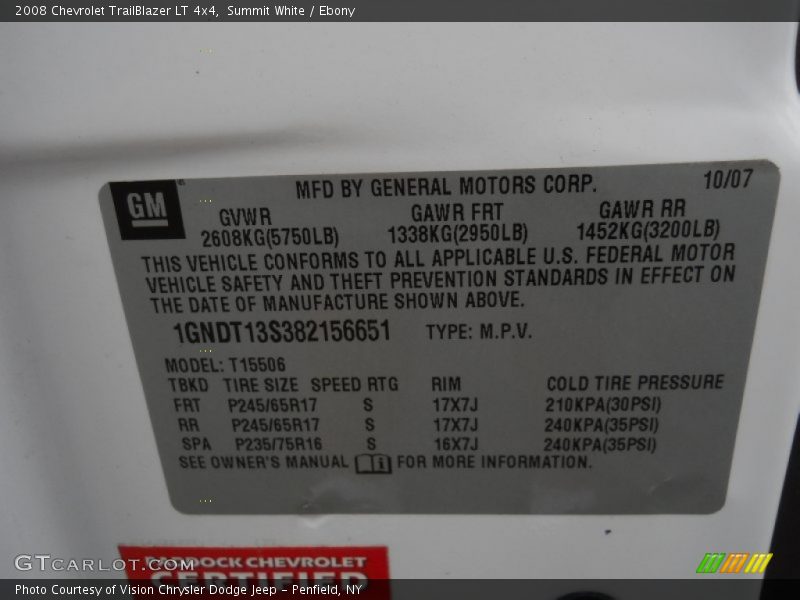 2008 Chevrolet TrailBlazer LT 4x4, Summit White / Ebony
GM MFD BY GENERAL MOTORS CORP. 10/07
GVWR GAWR FRT GAWR RR
2608KG(5750LB) 1338KG(2950LB) 1452KG(3200LB)
THIS VEHICLE CONFORMS TO ALL APPLICABLE U.S. FEDERAL MOTOR
VEHICLE SAFETY AND THEFT PREVENTION STANDARDS IN EFFECT ON
THE DATE OF MANUFACTURE SHOWN ABOVE.
1GNDT13S382156651 TYPE: M.P.V.
MODEL: T15506
TBKD TIRE SIZE SPEED RTG RIM COLD TIRE PRESSURE
FRT P245/65R17 S 17X7J 210KPA(30PSI)
RR P245/65R17 S 17X7J 240KPA(35PSI)
SPA P235/75R16 S 16X7J 240KPA(35PSI)
SEE OWNER'S MANUAL FOR MORE INFORMATION.
PADDOCK CHEVROLET
CERTIFIED
GTCARLOT.COM
Photo Courtesy of Vision Chrysler Dodge Jeep - Penfield, NY